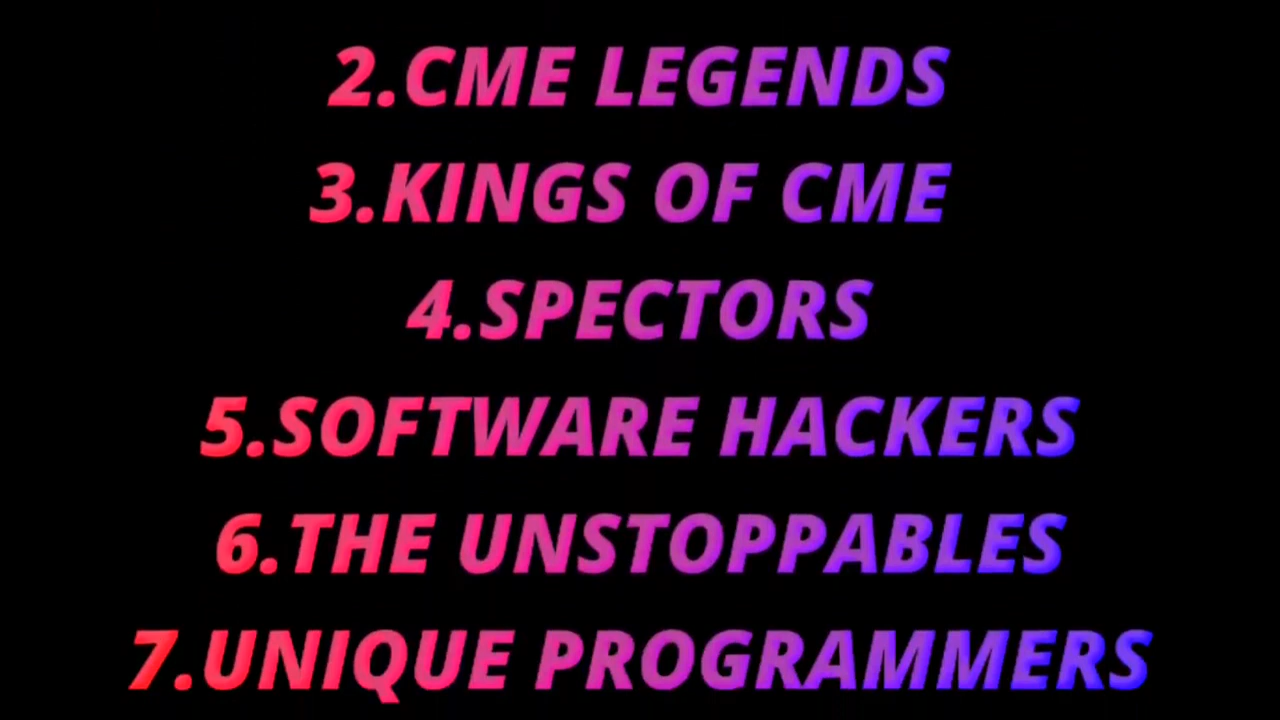 2.CME LEGENDS
3.KINGS OF CME
4.SPECTORS
5.SOFTWARE HACKERS
6.THE UNSTOPPABLES
7.UNIQUE PROGRAMMERS